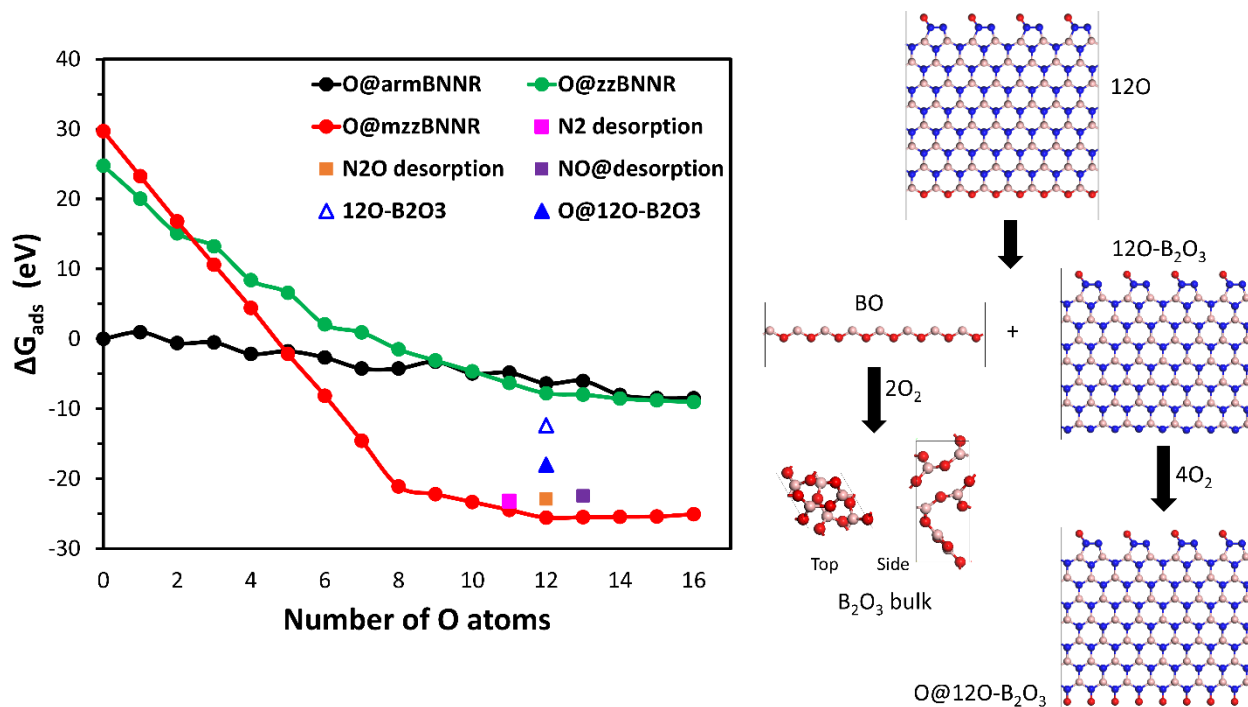 40
30
20
10
0
-10
-20
-30
ΔG_ads (eV)
O@armBNNR
O@zzBNNR
O@mzzBNNR
N2 desorption
N2O desorption
NO@desorption
12O-B2O3
O@12O-B2O3
0 2 4 6 8 10 12 14 16
Number of O atoms
12O
12O-B₂O₃
BO
+
2O₂
4O₂
Top Side
B₂O₃ bulk
O@12O-B₂O₃